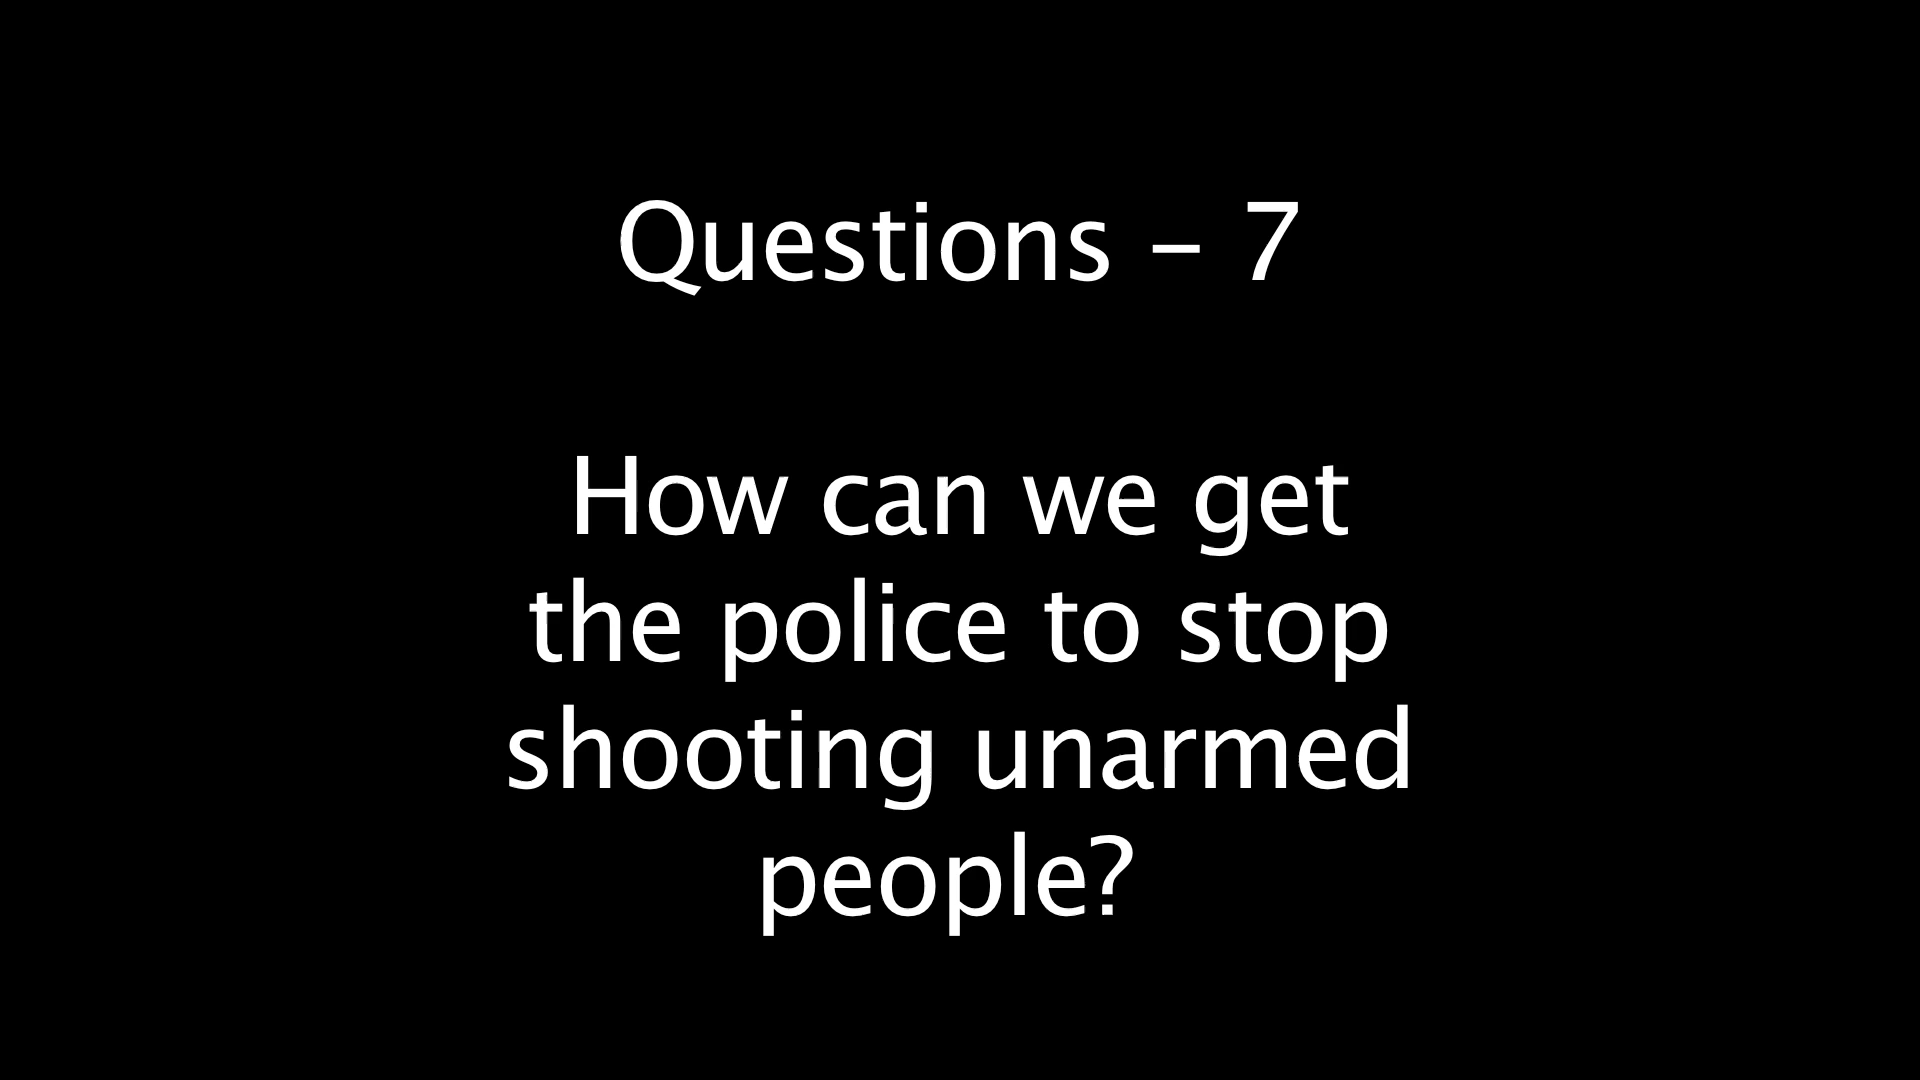 Questions – 7
How can we get
the police to stop
shooting unarmed
people?